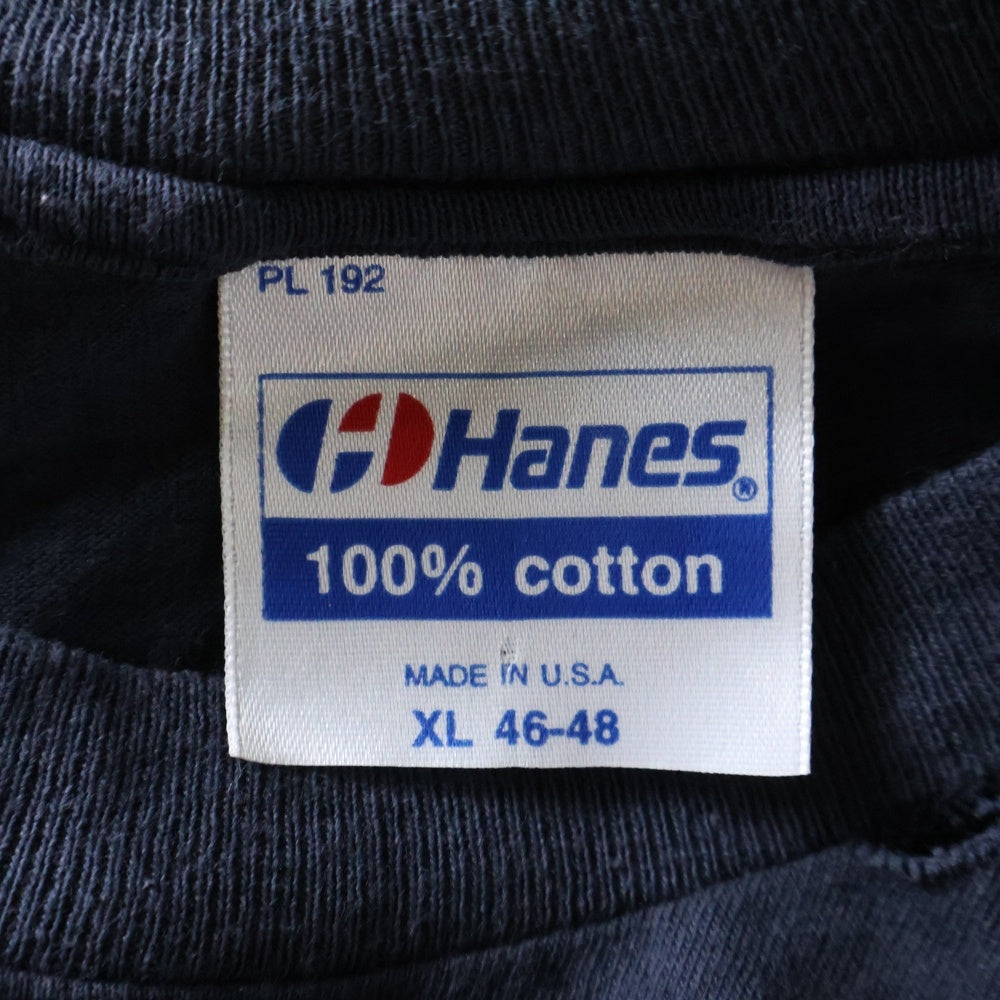 PL 192
Hanes®
100% cotton
MADE IN U.S.A.
XL 46-48